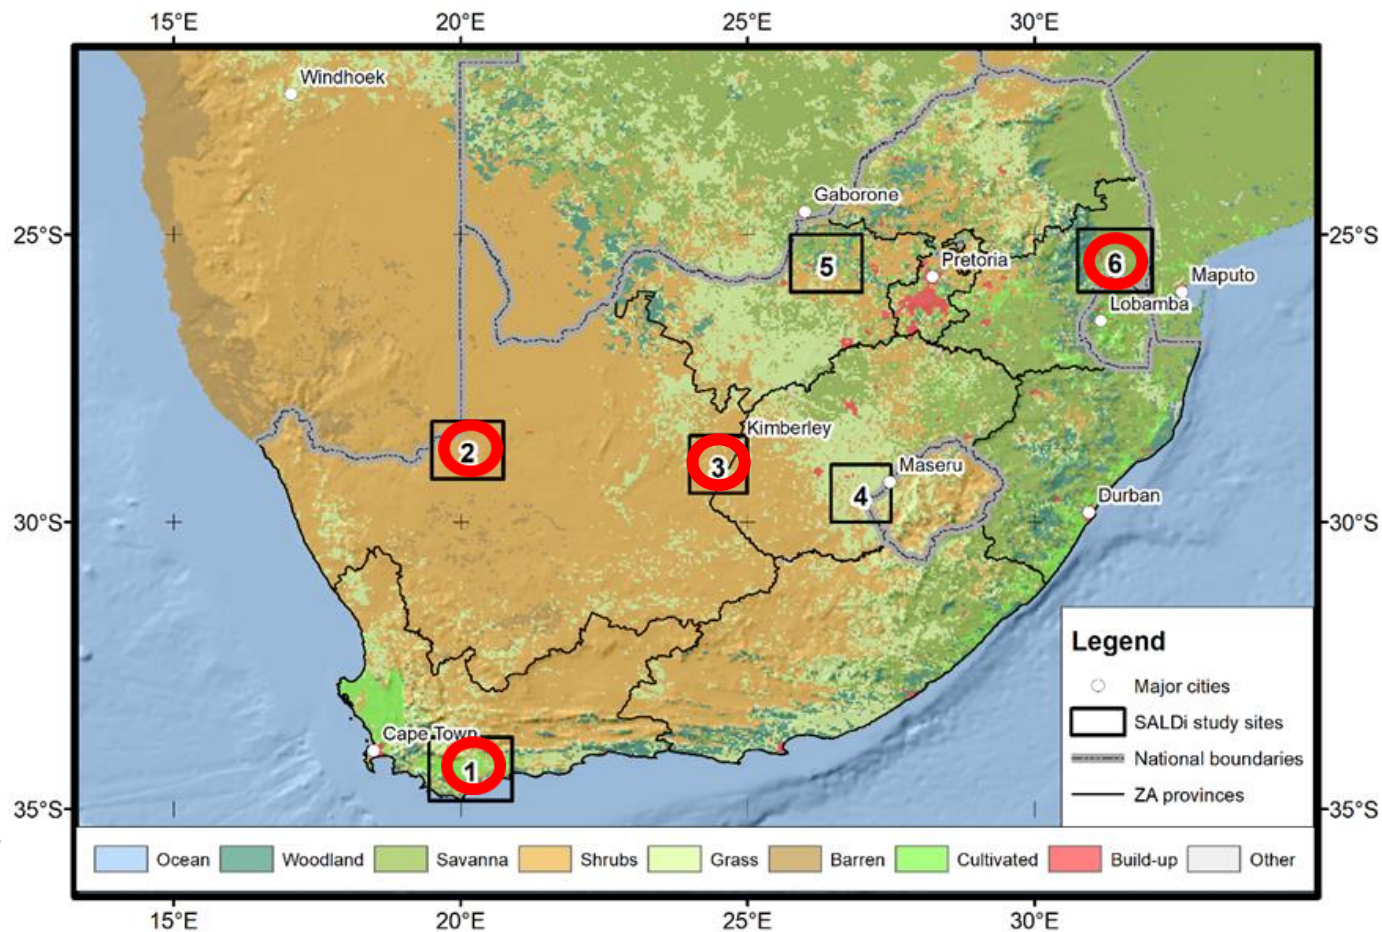 15°E 20°E 25°E 30°E
Windhoek
Gaborone
25°S 25°S
5
Pretoria
6
Maputo
Lobamba
Kimberley
2
3
Maseru
4
Durban
30°S 30°S
Legend
Major cities
Cape Town
SALDi study sites
1
National boundaries
ZA provinces
35°S 35°S
Ocean Woodland Savanna Shrubs Grass Barren Cultivated Build-up Other
15°E 20°E 25°E 30°E